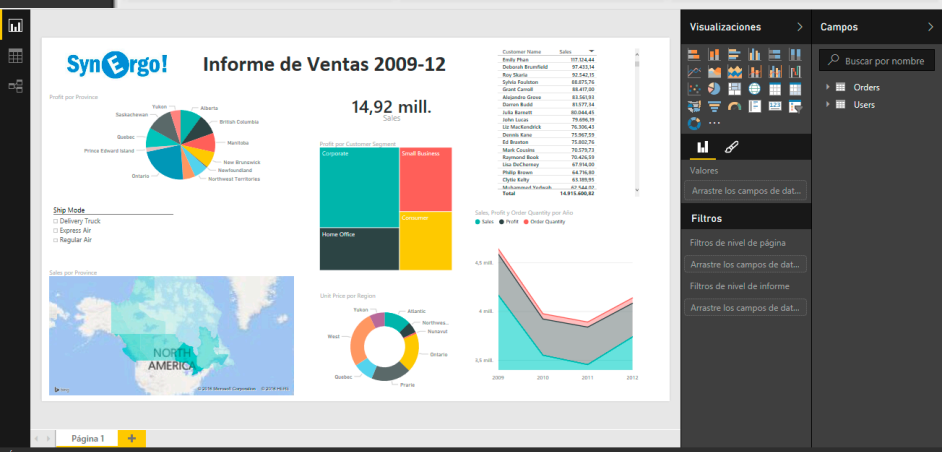 SynErgo!
Informe de Ventas 2009-12
Profit por Province
Yukon
Alberta
Saskachewan
British Columbia
Quebec
Manitoba
Prince Edward Island
New Brunswick
Newfoundland
Ontario
Northwest Territories
14,92 mill.
Sales
Customer Name Sales
Emily Phan 117.124,44
Deborah Brumfield 97.433,14
Roy Skaria 92.542,15
Sylvia Foulston 88.875,76
Grant Carroll 88.417,00
Alejandro Grove 83.561,93
Darren Budd 81.577,34
Julia Barnett 80.044,45
John Lucas 79.696,19
Liz MacKendrick 76.306,43
Dennis Kane 75.967,59
Ed Braxton 75.802,76
Mark Cousins 70.579,73
Raymond Book 70.426,59
Lisa DeCherney 67.914,00
Philip Brown 64.716,80
Clytie Kelty 63.189,95
Total 14.915.600,82
Profit por Customer Segment
Corporate
Small Business
Home Office
Consumer
Ship Mode
Delivery Truck
Express Air
Regular Air
Sales por Province
NORTH
AMERICA
bing
Unit Price por Region
Yukon
Atlantic
Northwes...
Nunavut
West
Ontario
Quebec
Prarie
Sales, Profit y Order Quantity por Año
Sales Profit Order Quantity
4,5 mill.
4 mill.
3,5 mill.
2009 2010 2011 2012
Página 1
+
Visualizaciones
Valores
Arrastre los campos de dat...
Filtros
Filtros de nivel de página
Arrastre los campos de dat...
Filtros de nivel de informe
Arrastre los campos de dat...
Campos
Buscar por nombre
Orders
Users